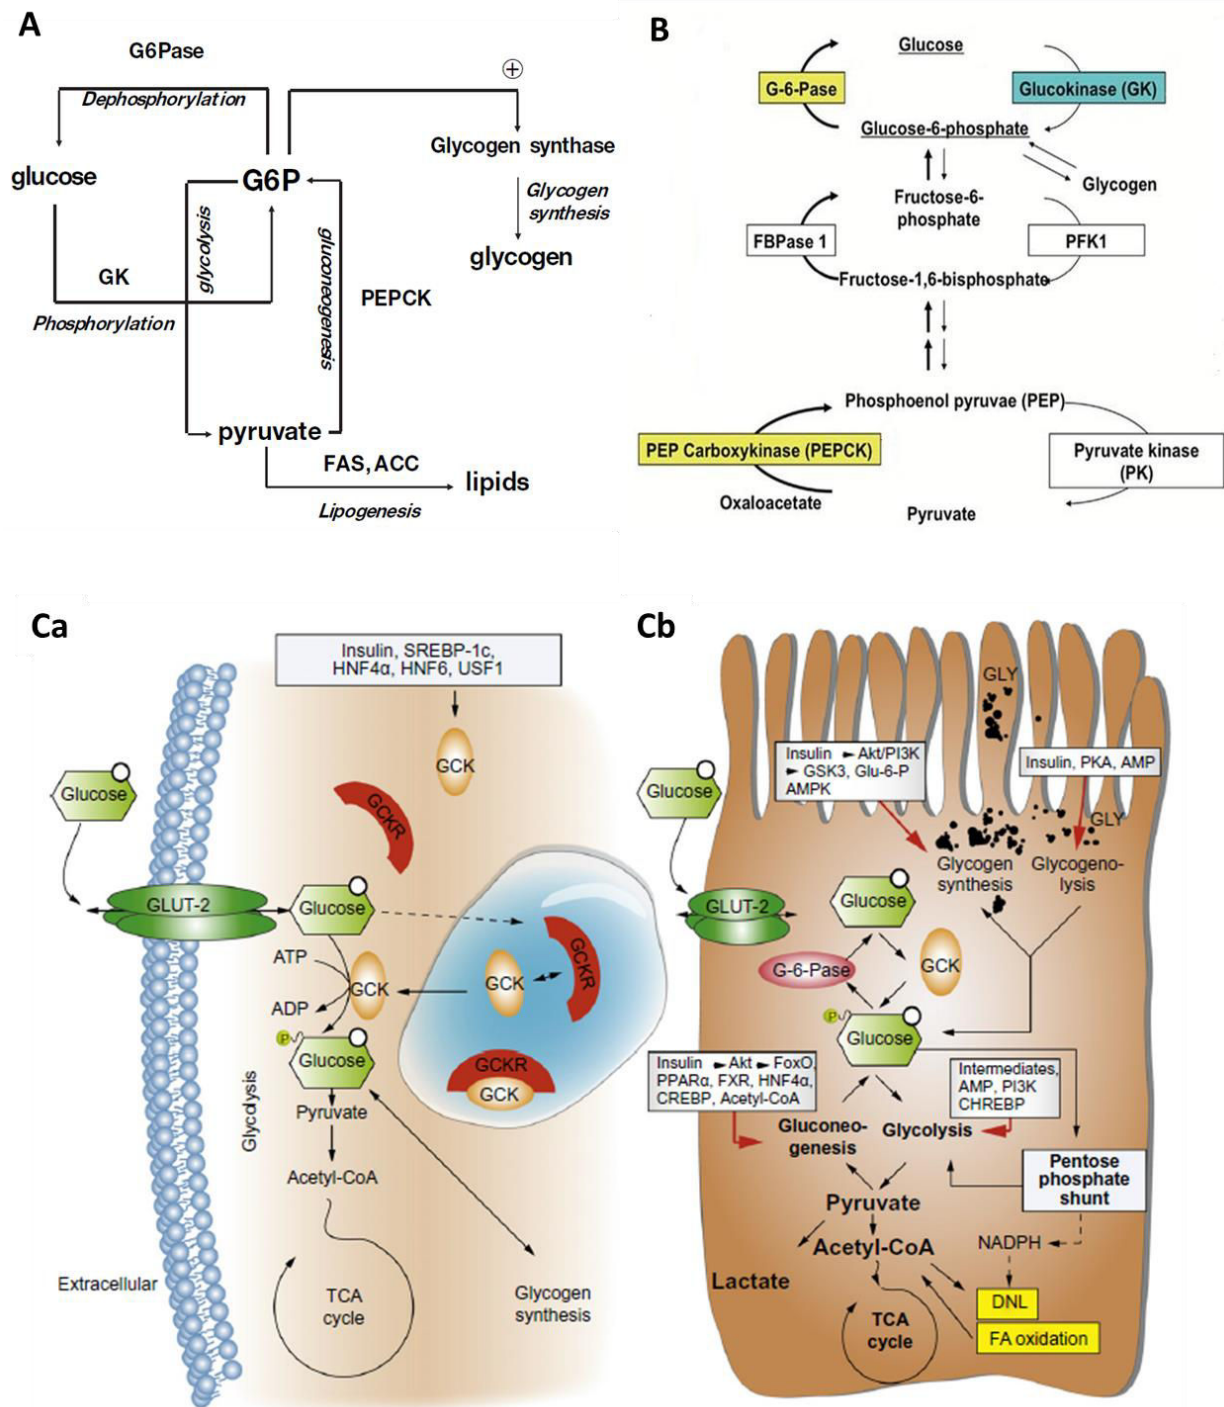 A
G6Pase
Dephosphorylation
+
glucose
G6P
Glycogen synthase
Glycogen
synthesis
glycogen
glycolysis
gluconeogenesis
GK
Phosphorylation
PEPCK
pyruvate
FAS, ACC
lipids
Lipogenesis
B
Glucose
G-6-Pase
Glucokinase (GK)
Glucose-6-phosphate
Glycogen
Fructose-6-
phosphate
FBPase 1
PFK1
Fructose-1,6-bisphosphate
Phosphoenol pyruvae (PEP)
PEP Carboxykinase (PEPCK)
Pyruvate kinase
(PK)
Oxaloacetate
Pyruvate
Ca
Insulin, SREBP-1c,
HNF4α, HNF6, USF1
GCK
Glucose
GCKR
GLUT-2
Glucose
ATP
GCK
ADP
GCK
GCKR
P
Glucose
GCKR
GCK
Glycolysis
Pyruvate
Acetyl-CoA
Extracellular
TCA
cycle
Glycogen
synthesis
Cb
GLY
Insulin ► Akt/PI3K
► GSK3, Glu-6-P
AMPK
Insulin, PKA, AMP
Glucose
GLY
Glycogen
synthesis
Glycogeno-
lysis
GLUT-2
Glucose
G-6-Pase
GCK
P
Glucose
Insulin ► Akt ► FoxO,
PPARα, FXR, HNF4α,
CREBP, Acetyl-CoA
Intermediates,
AMP, PI3K
CHREBP
Gluconeo-
genesis
Glycolysis
Pentose
phosphate
shunt
Pyruvate
Acetyl-CoA
NADPH
Lactate
DNL
TCA
cycle
FA oxidation